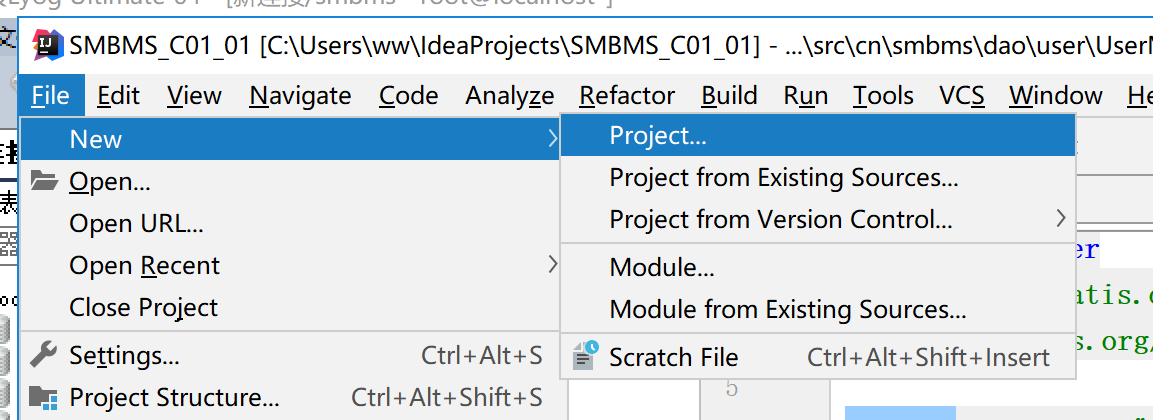 SMBMS_C01_01 [C:\Users\ww\IdeaProjects\SMBMS_C01_01] - ...\src\cn\smbms\dao\user\User
File Edit View Navigate Code Analyze Refactor Build Run Tools VCS Window He
New
Project...
Open...
Project from Existing Sources...
Open URL...
Project from Version Control...
Open Recent
Module...
Close Project
Module from Existing Sources...
Settings... Ctrl+Alt+S
Scratch File Ctrl+Alt+Shift+Insert
Project Structure... Ctrl+Alt+Shift+S
er
atis.
s.org/
5
表